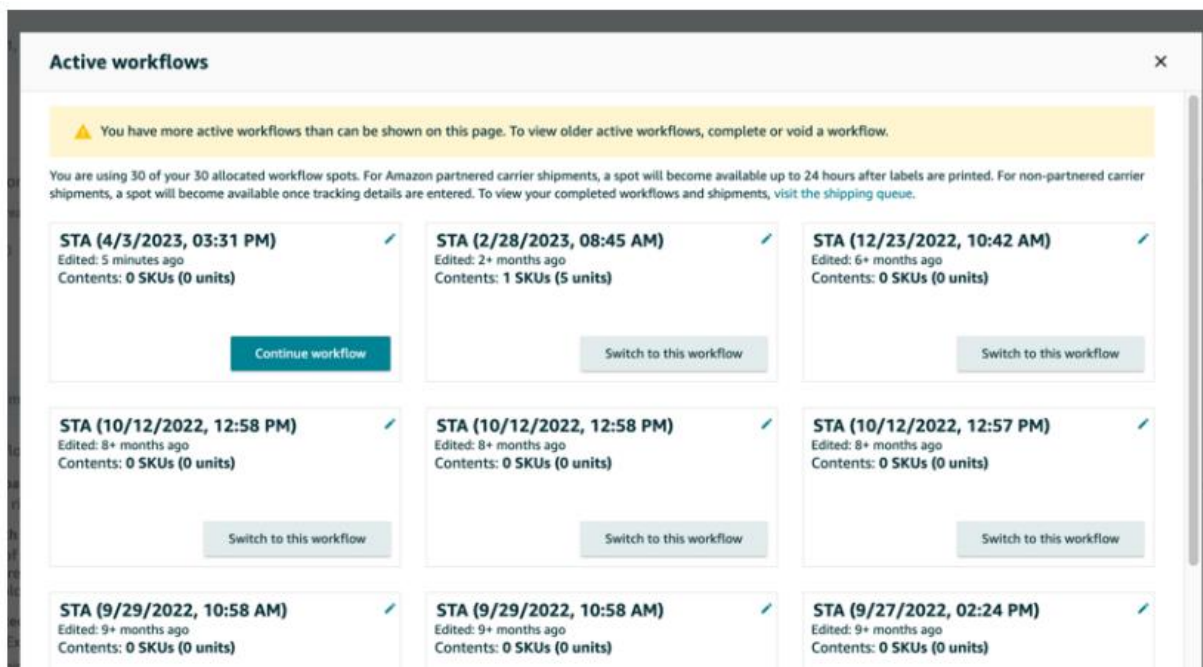 Active workflows
You have more active workflows than can be shown on this page. To view older active workflows, complete or void a workflow.
You are using 30 of your 30 allocated workflow spots. For Amazon partnered carrier shipments, a spot will become available up to 24 hours after labels are printed. For non-partnered carrier
shipments, a spot will become available once tracking details are entered. To view your completed workflows and shipments, visit the shipping queue.
STA (4/3/2023, 03:31 PM)
Edited: 5 minutes ago
Contents: 0 SKUs (0 units)
Continue workflow
STA (2/28/2023, 08:45 AM)
Edited: 2+ months ago
Contents: 1 SKUs (5 units)
Switch to this workflow
STA (12/23/2022, 10:42 AM)
Edited: 6+ months ago
Contents: 0 SKUs (0 units)
Switch to this workflow
STA (10/12/2022, 12:58 PM)
Edited: 8+ months ago
Contents: 0 SKUs (0 units)
Switch to this workflow
STA (10/12/2022, 12:58 PM)
Edited: 8+ months ago
Contents: 0 SKUs (0 units)
Switch to this workflow
STA (10/12/2022, 12:57 PM)
Edited: 8+ months ago
Contents: 0 SKUs (0 units)
Switch to this workflow
STA (9/29/2022, 10:58 AM)
Edited: 9+ months ago
Contents: 0 SKUs (0 units)
STA (9/29/2022, 10:58 AM)
Edited: 9+ months ago
Contents: 0 SKUs (0 units)
STA (9/27/2022, 02:24 PM)
Edited: 9+ months ago
Contents: 0 SKUs (0 units)